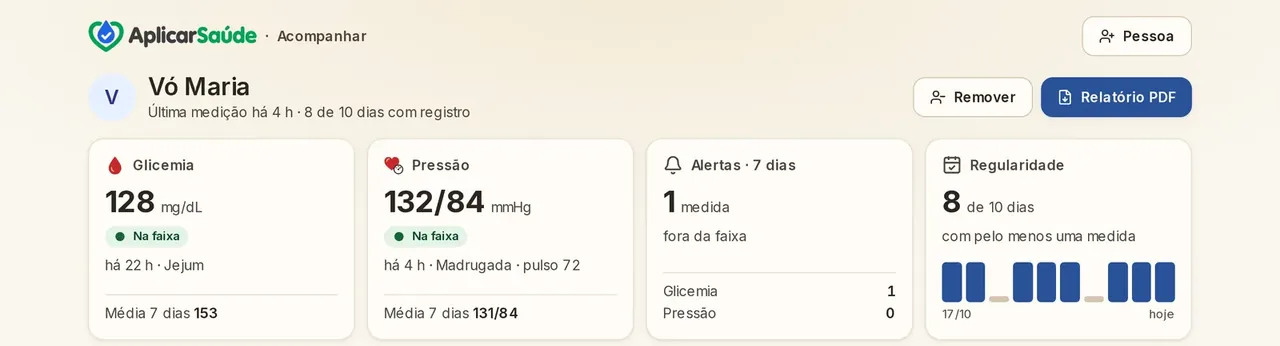 AplicarSaúde · Acompanhar
Pessoa
V
Vó Maria
Última medição há 4 h · 8 de 10 dias com registro
Remover
Relatório PDF
Glicemia
128 mg/dL
Na faixa
há 22 h · Jejum
Média 7 dias 153
Pressão
132/84 mmHg
Na faixa
há 4 h · Madrugada · pulso 72
Média 7 dias 131/84
Alertas · 7 dias
1 medida
fora da faixa
Glicemia 1
Pressão 0
Regularidade
8 de 10 dias
com pelo menos uma medida
17/10 hoje